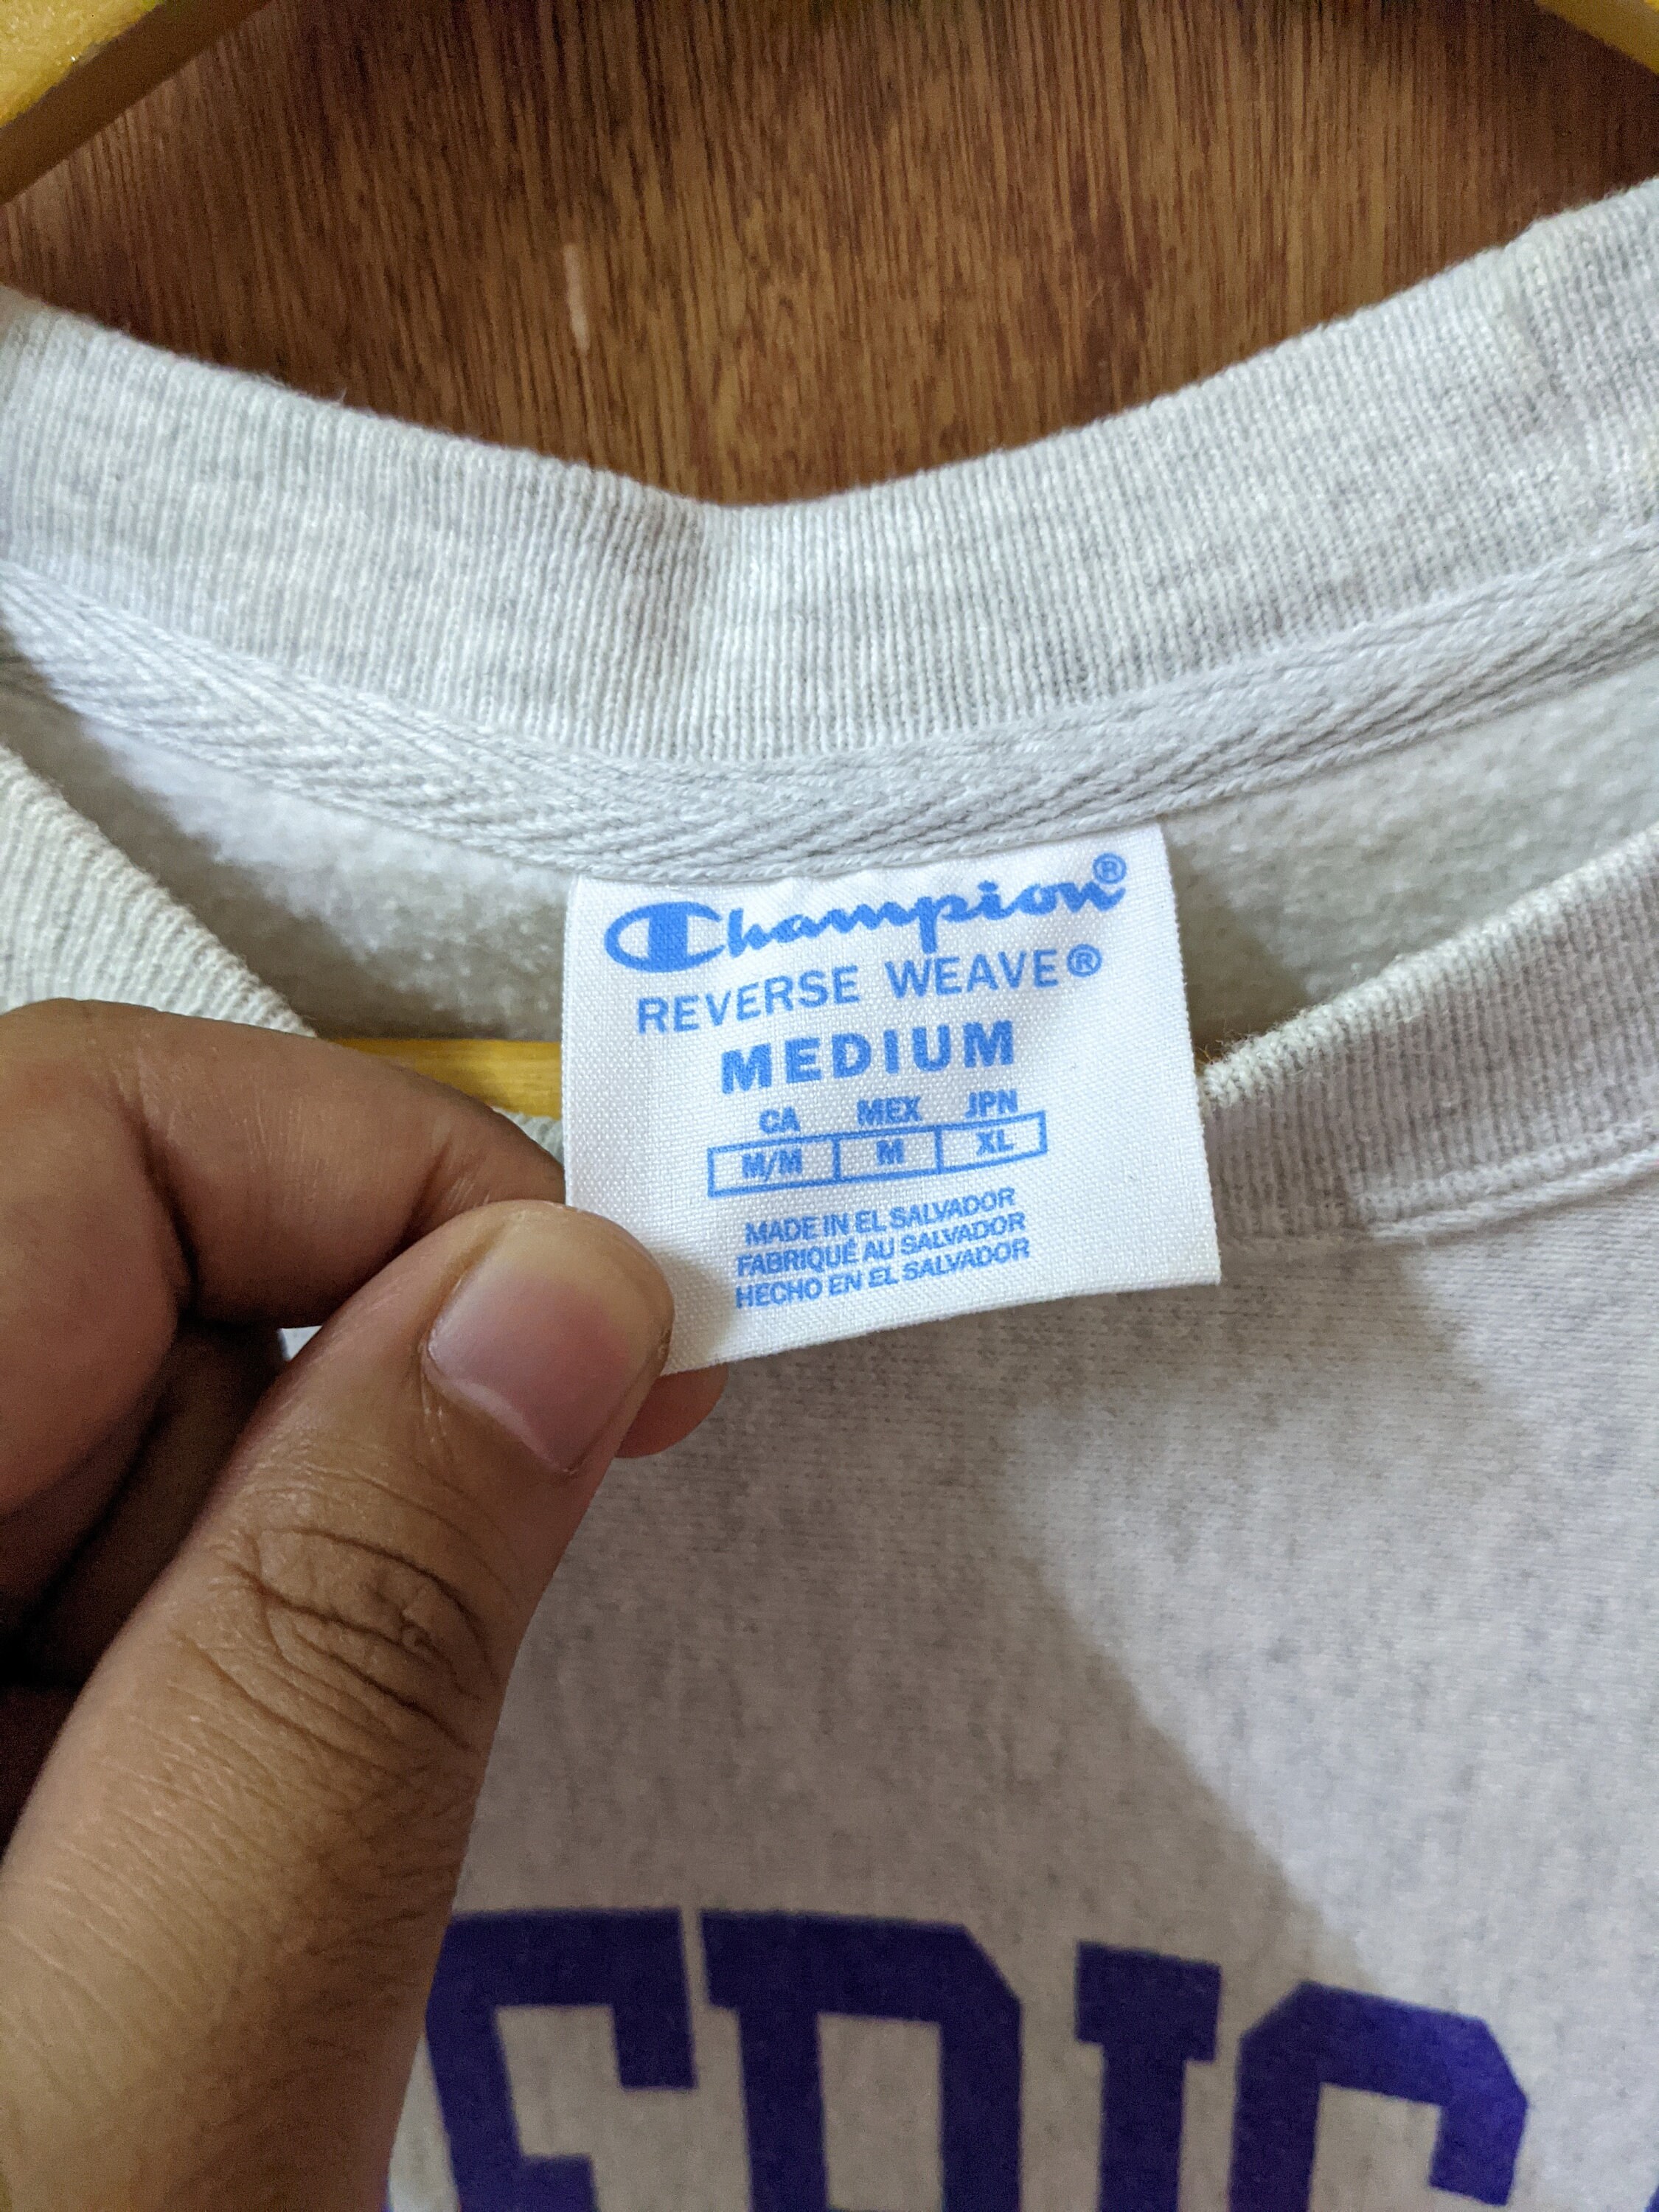 Champion®
REVERSE WEAVE®
MEDIUM
CA MEX JPN
M/M M XL
MADE IN EL SALVADOR
FABRIQUÉ AU SALVADOR
HECHO EN EL SALVADOR